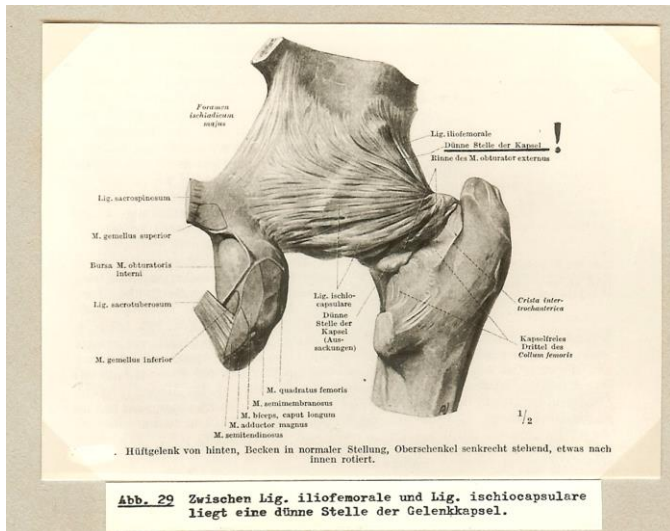 Foramen
ischiadicum
majus
Lig. iliofemorale
Dünne Stelle der Kapsel !
Rinne des M. obturator externus
Lig. sacrospinosum
M. gemellus superior
Bursa M. obturatoris
interni
Lig. sacrotuberosum
M. gemellus inferior
Lig. ischio-
capsulare
Dünne
Stelle der
Kapsel
(Aus-
sackungen)
Crista inter-
trochanterica
Kapselfreies
Drittel des
Collum femoris
M. quadratus femoris
M. semimembranosus
M. biceps, caput longum
M. adductor magnus
M. semitendinosus
1/2
. Hüftgelenk von hinten, Becken in normaler Stellung, Oberschenkel senkrecht stehend, etwas nach
innen rotiert.
Abb. 29 Zwischen Lig. iliofemorale und Lig. ischiocapsulare
liegt eine dünne Stelle der Gelenkkapsel.